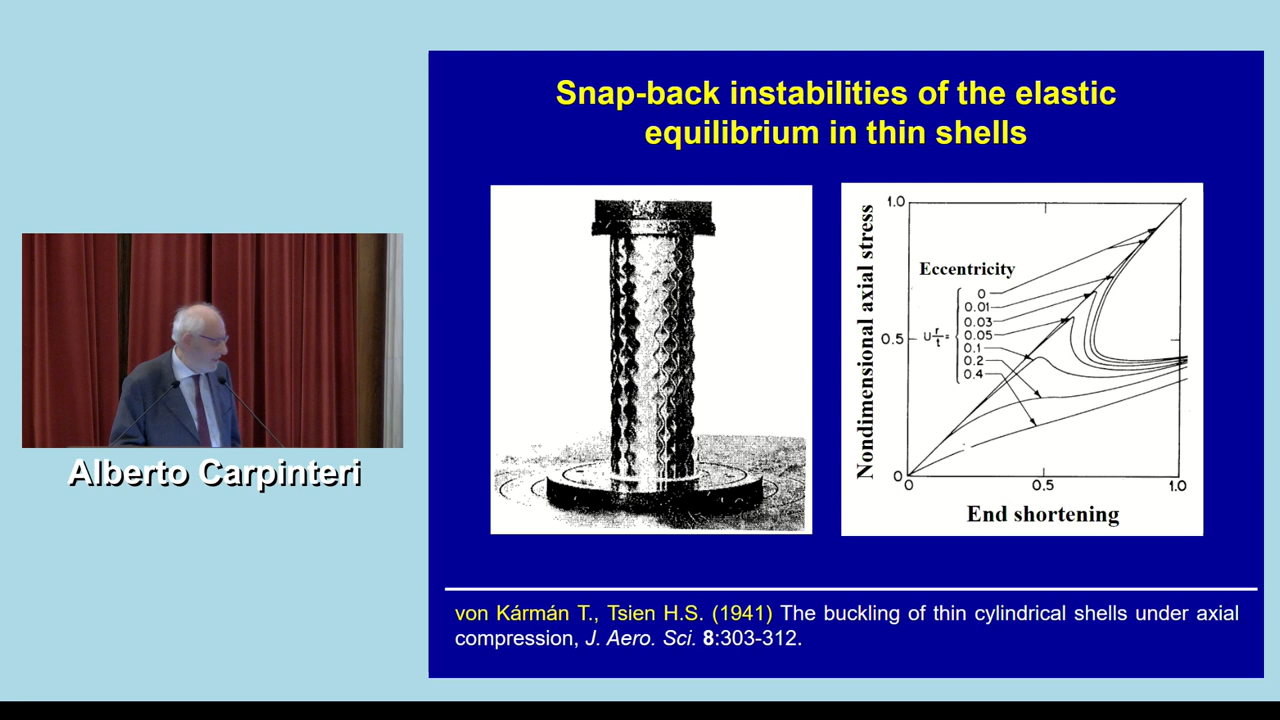 Snap-back instabilities of the elastic
equilibrium in thin shells
Alberto Carpinteri
Nondimensional axial stress
1.0
0.5
0
Eccentricity
U r/t =
0
0.01
0.03
0.05
0.1
0.2
0.4
0
0.5
1.0
End shortening
von Kármán T., Tsien H.S. (1941) The buckling of thin cylindrical shells under axial
compression, J. Aero. Sci. 8:303-312.